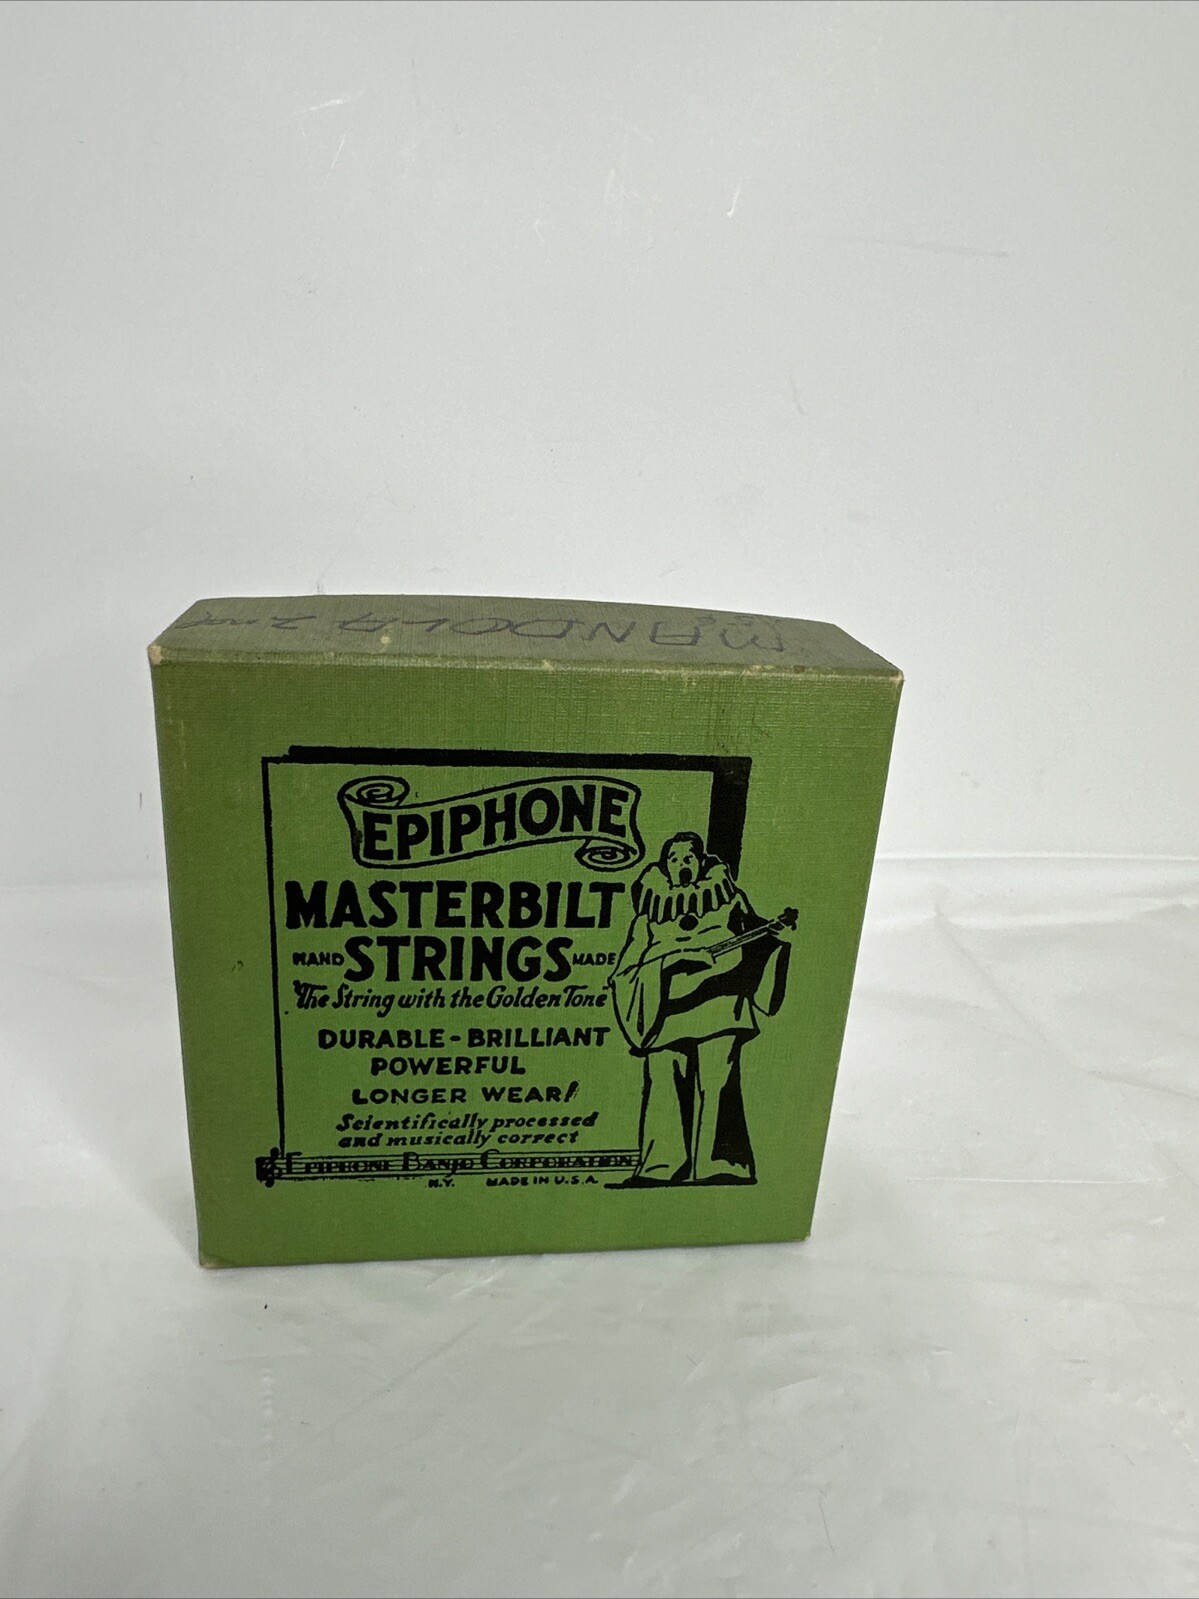 MANDOLA 2nd
EPIPHONE
MASTERBILT
HAND STRINGS MADE
"The String with the Golden Tone"
DURABLE - BRILLIANT
POWERFUL
LONGER WEAR!
Scientifically processed
and musically correct
EPIPHONE BANJO CORPORATION
N.Y. MADE IN U.S.A.